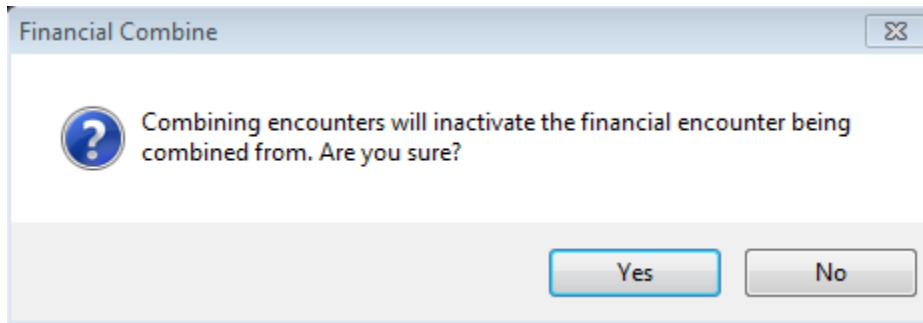 Financial Combine
Combining encounters will inactivate the financial encounter being
combined from. Are you sure?
Yes
No